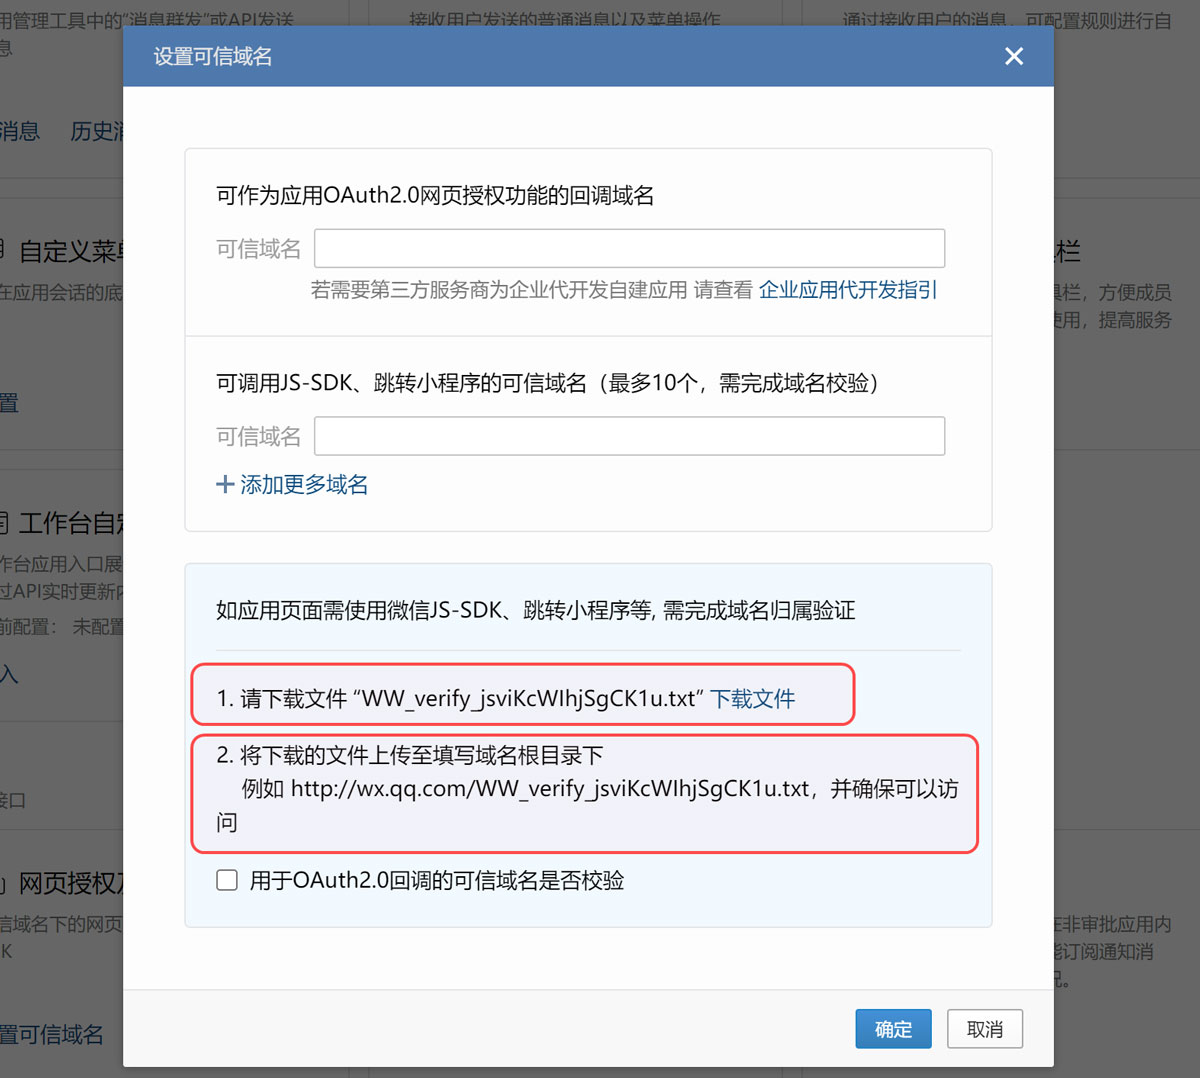 用管理工具中的“消息群发”或API发送
接收用户发送的普通消息以及菜单操作
通过接收用户的消息，可配置规则进行自
息
设置可信域名
消息
历史消
可作为应用OAuth2.0网页授权功能的回调域名
可信域名
若需要第三方服务商为企业代开发自建应用 请查看 企业应用代开发指引
自定义菜单
在应用会话的底
栏
具栏，方便成员
使用，提高服务
可调用JS-SDK、跳转小程序的可信域名（最多10个，需完成域名校验）
置
可信域名
添加更多域名
工作台自定
作台应用入口展
过API实时更新内
前配置： 未配置
入
如应用页面需使用微信JS-SDK、跳转小程序等, 需完成域名归属验证
1. 请下载文件 “WW_verify_jsviKcWIhjSgCK1u.txt” 下载文件
2. 将下载的文件上传至填写域名根目录下
例如 http://wx.qq.com/WW_verify_jsviKcWIhjSgCK1u.txt，并确保可以访
问
接口
用于OAuth2.0回调的可信域名是否校验
网页授权及
信域名下的网页
K
在非审批应用内
能订阅通知消
况。
置可信域名
确定
取消